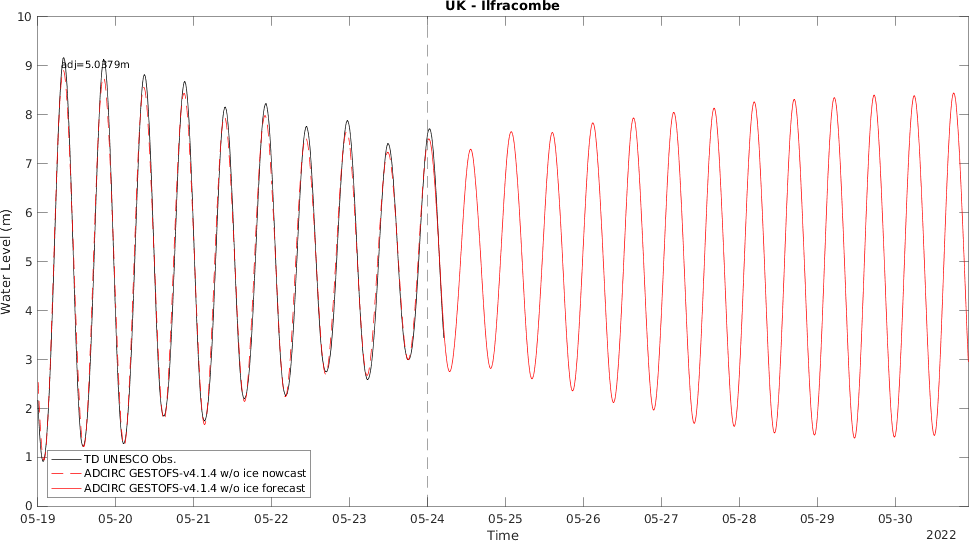 UK - Ilfracombe
10
9
8
7
6
5
4
3
2
1
0
Water Level (m)
adj=5.0379m
TD UNESCO Obs.
ADCIRC GESTOFS-v4.1.4 w/o ice nowcast
ADCIRC GESTOFS-v4.1.4 w/o ice forecast
05-19 05-20 05-21 05-22 05-23 05-24 05-25 05-26 05-27 05-28 05-29 05-30
Time
2022